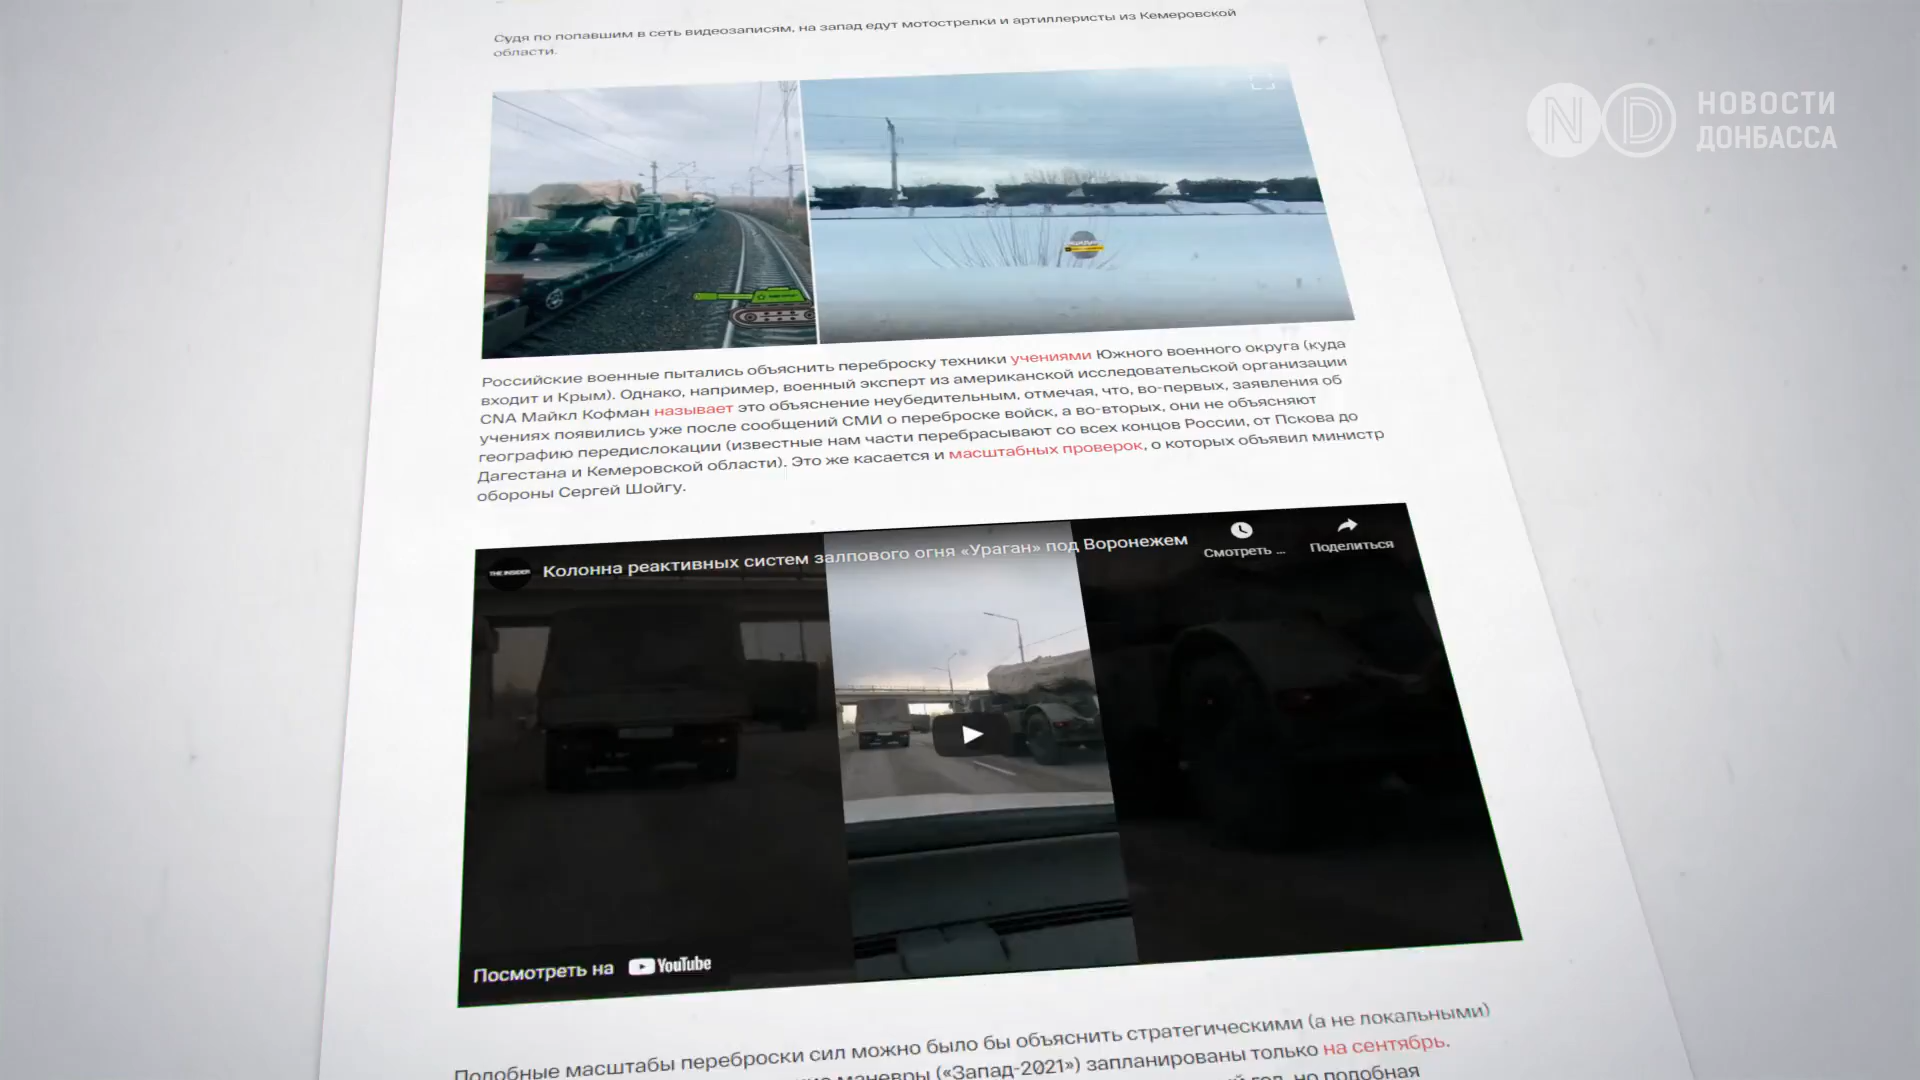 Судя по попавшим в сеть видеозаписям, на запад едут мотострелки и артиллеристы из Кемеровской
области.
НОВОСТИ
ДОНБАССА
Российские военные пытались объяснить переброску техники учениями Южного военного округа (куда
входит и Крым). Однако, например, военный эксперт из американской исследовательской организации
CNA Майкл Кофман называет это объяснение неубедительным, отмечая, что, во-первых, заявления об
учениях появились уже после сообщений СМИ о переброске войск, а во-вторых, они не объясняют
географию передислокации (известные нам части перебрасывают со всех концов России, от Пскова до
Дагестана и Кемеровской области). Это же касается и масштабных проверок, о которых объявил министр
обороны Сергей Шойгу.
THE INSIDER
Колонна реактивных систем залпового огня «Ураган» под Воронежем
Смотреть ...
Поделиться
Посмотреть на YouTube
Подобные масштабы переброски сил можно было бы объяснить стратегическими (а не локальными)
маневры («Запад-2021») запланированы только на сентябрь.
год, но подобная